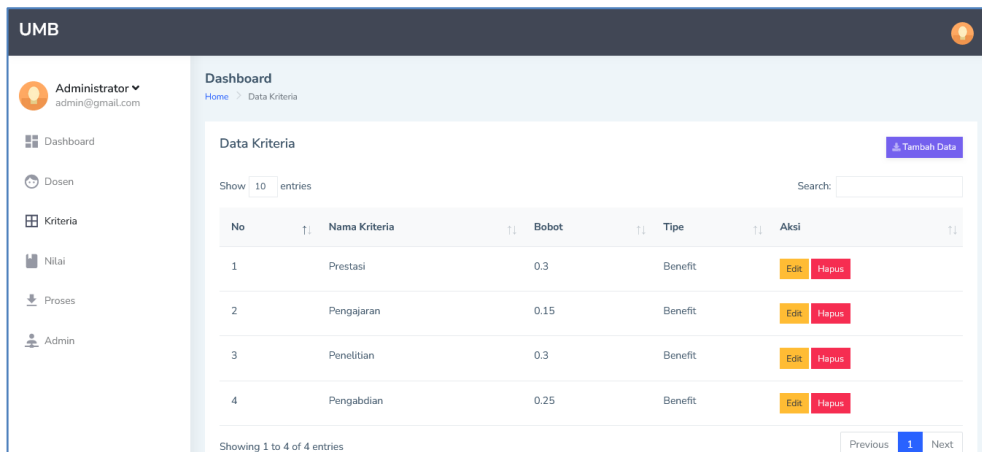 UMB
Administrator
admin@gmail.com
Dashboard
Dosen
Kriteria
Nilai
Proses
Admin
Dashboard
Home > Data Kriteria
Data Kriteria
Tambah Data
Show 10 entries
Search:
No Nama Kriteria Bobot Tipe Aksi
1 Prestasi 0.3 Benefit Edit Hapus
2 Pengajaran 0.15 Benefit Edit Hapus
3 Penelitian 0.3 Benefit Edit Hapus
4 Pengabdian 0.25 Benefit Edit Hapus
Showing 1 to 4 of 4 entries
Previous 1 Next